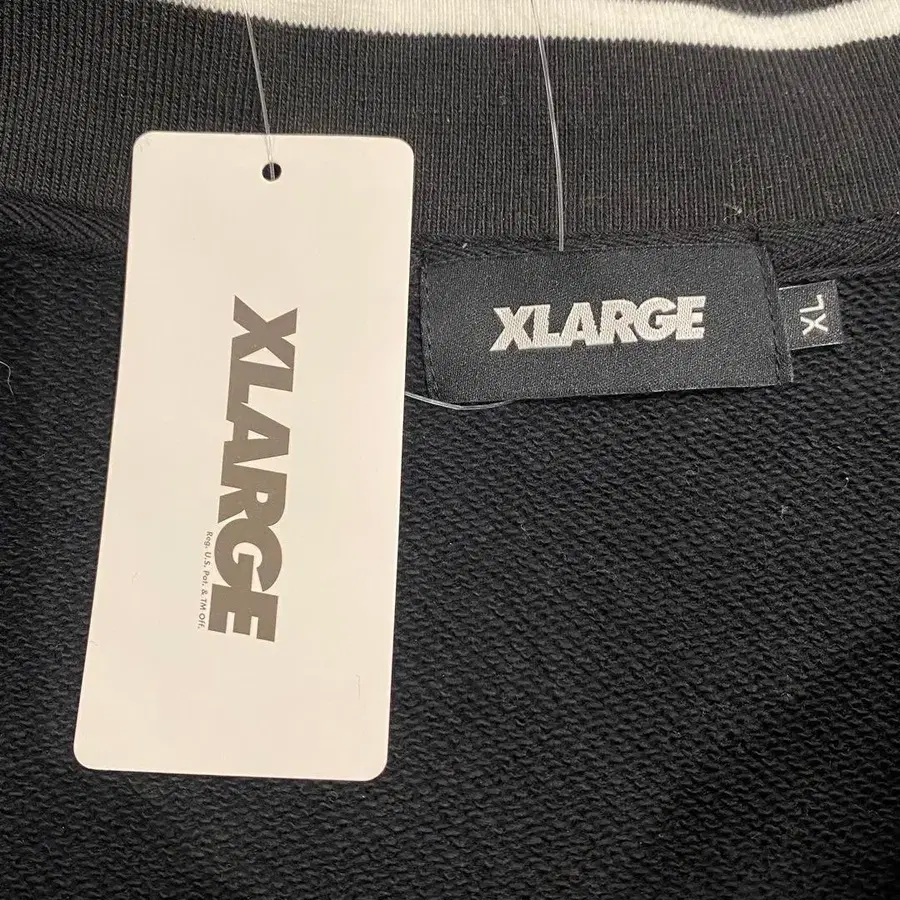 XLARGE
Reg. U.S. Pat. & TM Off.
XLARGE
XL